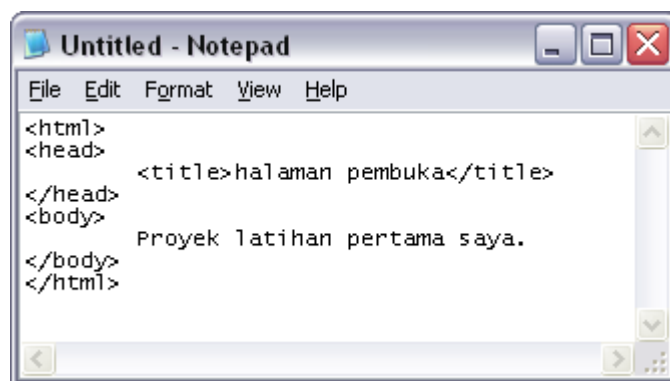 Untitled - Notepad
File Edit Format View Help
<html>
<head>
<title>halaman pembuka</title>
</head>
<body>
Proyek latihan pertama saya.
</body>
</html>